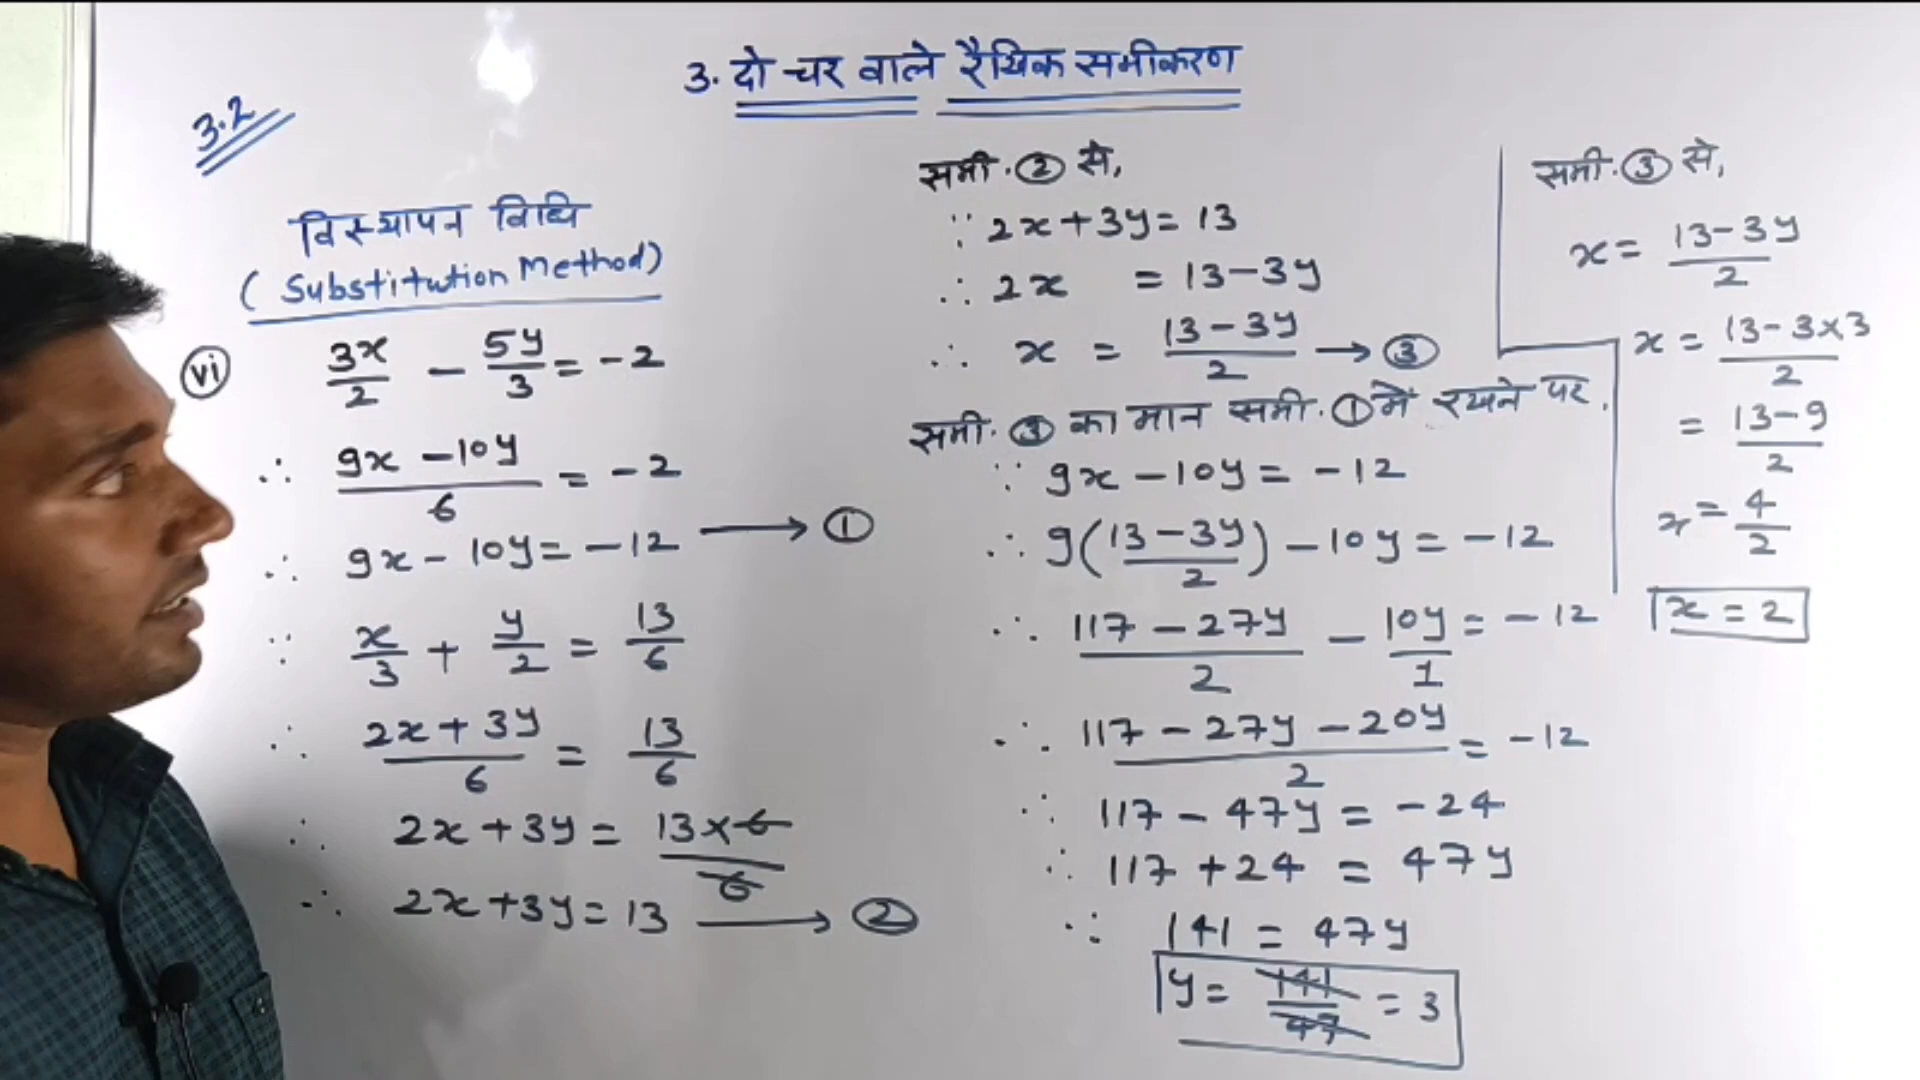 3. दो चर वाले रैखिक समीकरण
3.2
विस्थापन विधि
(Substitution Method)
(vi) 3x/2 - 5y/3 = -2
∴ (9x - 10y)/6 = -2
∴ 9x - 10y = -12 → ①
∵ x/3 + y/2 = 13/6
∴ (2x + 3y)/6 = 13/6
∴ 2x + 3y = (13 × 6)/6
∴ 2x + 3y = 13 → ②
समी. ② से,
∵ 2x + 3y = 13
∴ 2x = 13 - 3y
∴ x = (13 - 3y)/2 → ③
समी. ③ का मान समी. ① में रखने पर.
∵ 9x - 10y = -12
∴ 9((13 - 3y)/2) - 10y = -12
∴ (117 - 27y)/2 - 10y/1 = -12
∴ (117 - 27y - 20y)/2 = -12
∴ 117 - 47y = -24
∴ 117 + 24 = 47y
∵ 141 = 47y
y = 141/47 = 3
समी. ③ से,
x = (13 - 3y)/2
x = (13 - 3×3)/2
= (13 - 9)/2
x = 4/2
x = 2